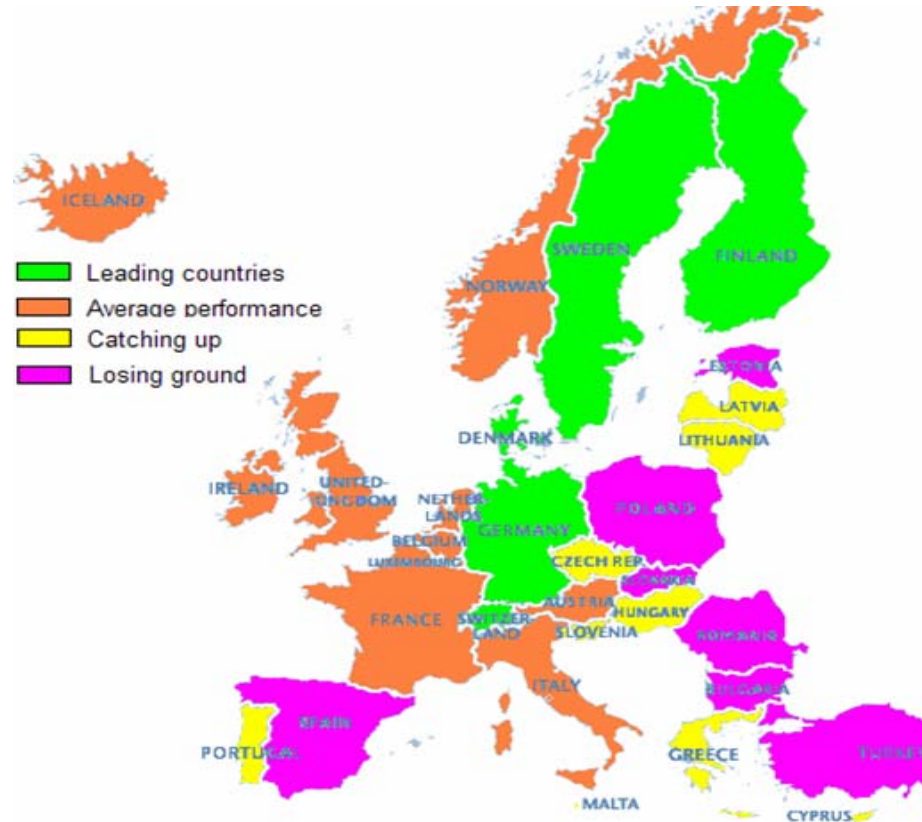 ICELAND
Leading countries
Average performance
Catching up
Losing ground
SWEDEN
FINLAND
NORWAY
ESTONIA
LATVIA
LITHUANIA
DENMARK
IRELAND
UNITED-
KINGDOM
NETHER-
LANDS
BELGIUM
LUXEMBOURG
GERMANY
POLAND
CZECH REP.
SLOVAKIA
AUSTRIA
HUNGARY
FRANCE
SWITZER-
LAND
SLOVENIA
ROMANIA
ITALY
BULGARIA
SPAIN
PORTUGAL
GREECE
TURKEY
MALTA
CYPRUS